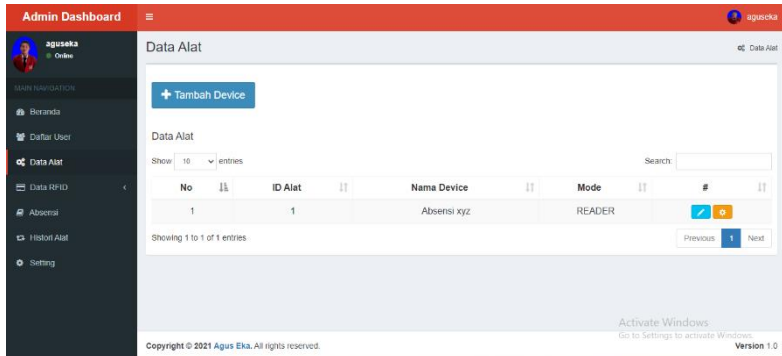 Admin Dashboard
aguseka
aguseka
Online
Data Alat
Data Alat
MAIN NAVIGATION
Beranda
Daftar User
Data Alat
Data RFID
Absensi
Histori Alat
Setting
Tambah Device
Data Alat
Show 10 entries
Search:
No ID Alat Nama Device Mode #
1 1 Absensi xyz READER
Showing 1 to 1 of 1 entries
Previous 1 Next
Activate Windows
Go to Settings to activate Windows.
Copyright © 2021 Agus Eka. All rights reserved.
Version 1.0